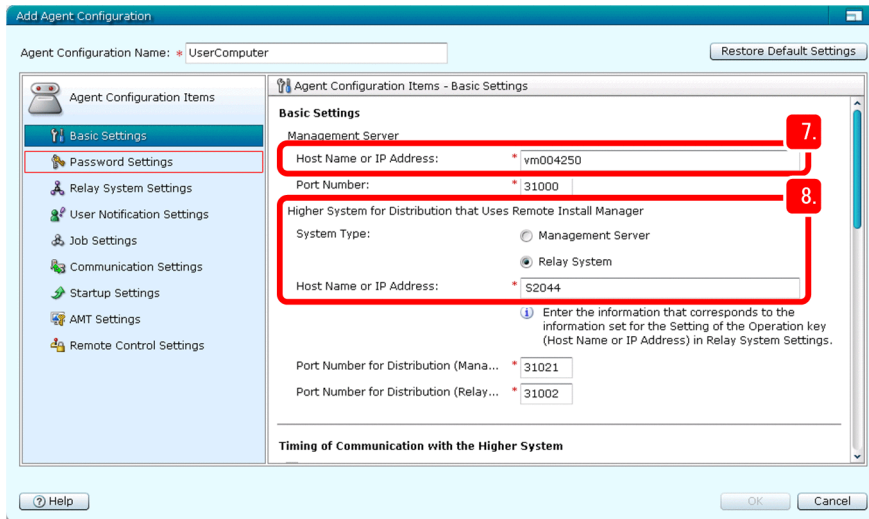 Add Agent Configuration
Agent Configuration Name: * UserComputer
Restore Default Settings
Agent Configuration Items
Basic Settings
Password Settings
Relay System Settings
User Notification Settings
Job Settings
Communication Settings
Startup Settings
AMT Settings
Remote Control Settings
Agent Configuration Items - Basic Settings
Basic Settings
Management Server
7.
Host Name or IP Address: * vm004250
Port Number: * 31000
8.
Higher System for Distribution that Uses Remote Install Manager
System Type: Management Server
Relay System
Host Name or IP Address: * S2044
Enter the information that corresponds to the
information set for the Setting of the Operation key
(Host Name or IP Address) in Relay System Settings.
Port Number for Distribution (Mana... * 31021
Port Number for Distribution (Relay... * 31002
Timing of Communication with the Higher System
Help
OK
Cancel